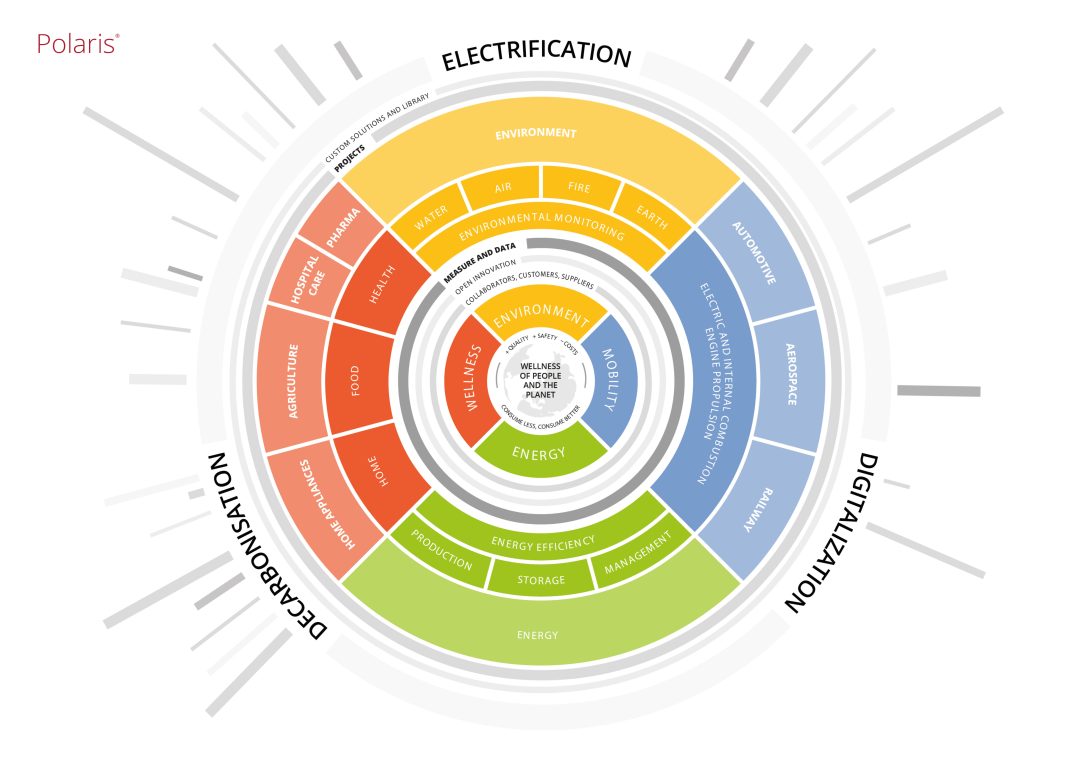 Polaris®
ELECTRIFICATION
CUSTOM SOLUTIONS AND LIBRARY
PROJECTS
ENVIRONMENT
WATER
AIR
FIRE
EARTH
ENVIRONMENTAL MONITORING
MEASURE AND DATA
OPEN INNOVATION
COLLABORATORS, CUSTOMERS, SUPPLIERS
PHARMA
HOSPITAL
CARE
AGRICULTURE
HOME APPLIANCES
HEALTH
FOOD
HOME
ENVIRONMENT
WELLNESS
MOBILITY
ENERGY
+ QUALITY + SAFETY - COSTS
WELLNESS
OF PEOPLE
AND THE
PLANET
CONSUME LESS, CONSUME BETTER
ELECTRIC AND INTERNAL COMBUSTION
ENGINE PROPULSION
AUTOMOTIVE
AEROSPACE
RAILWAY
ENERGY EFFICIENCY
PRODUCTION
STORAGE
MANAGEMENT
ENERGY
DECARBONISATION
DIGITALIZATION